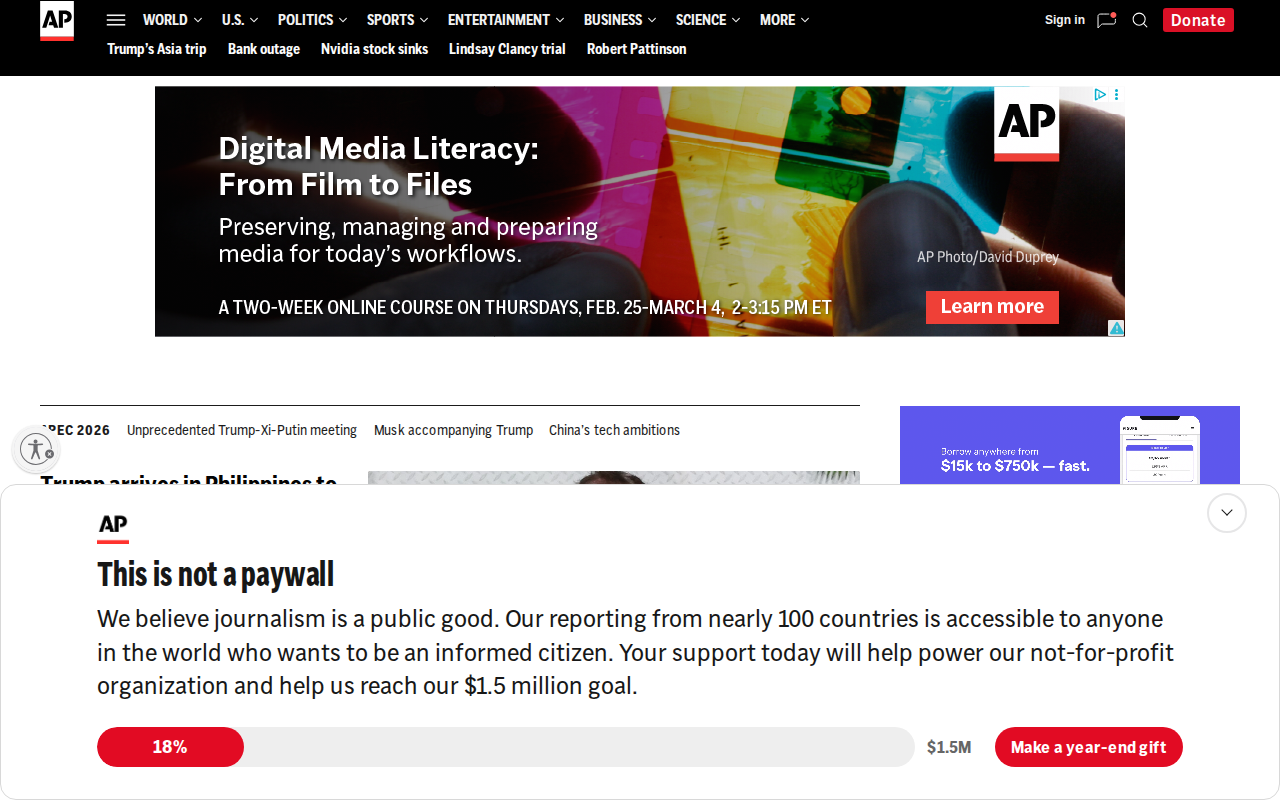 AP
WORLD U.S. POLITICS SPORTS ENTERTAINMENT BUSINESS SCIENCE MORE
Sign in
Donate
Trump's Asia trip Bank outage Nvidia stock sinks Lindsay Clancy trial Robert Pattinson
AP
Digital Media Literacy:
From Film to Files
Preserving, managing and preparing
media for today's workflows.
AP Photo/David Duprey
A TWO-WEEK ONLINE COURSE ON THURSDAYS, FEB. 25-MARCH 4, 2-3:15 PM ET
Learn more
APEC 2026 Unprecedented Trump-Xi-Putin meeting Musk accompanying Trump China's tech ambitions
Trump arrives in Philippines to
Borrow anywhere from
$15k to $750k — fast.
AP
This is not a paywall
We believe journalism is a public good. Our reporting from nearly 100 countries is accessible to anyone
in the world who wants to be an informed citizen. Your support today will help power our not-for-profit
organization and help us reach our $1.5 million goal.
18% $1.5M Make a year-end gift